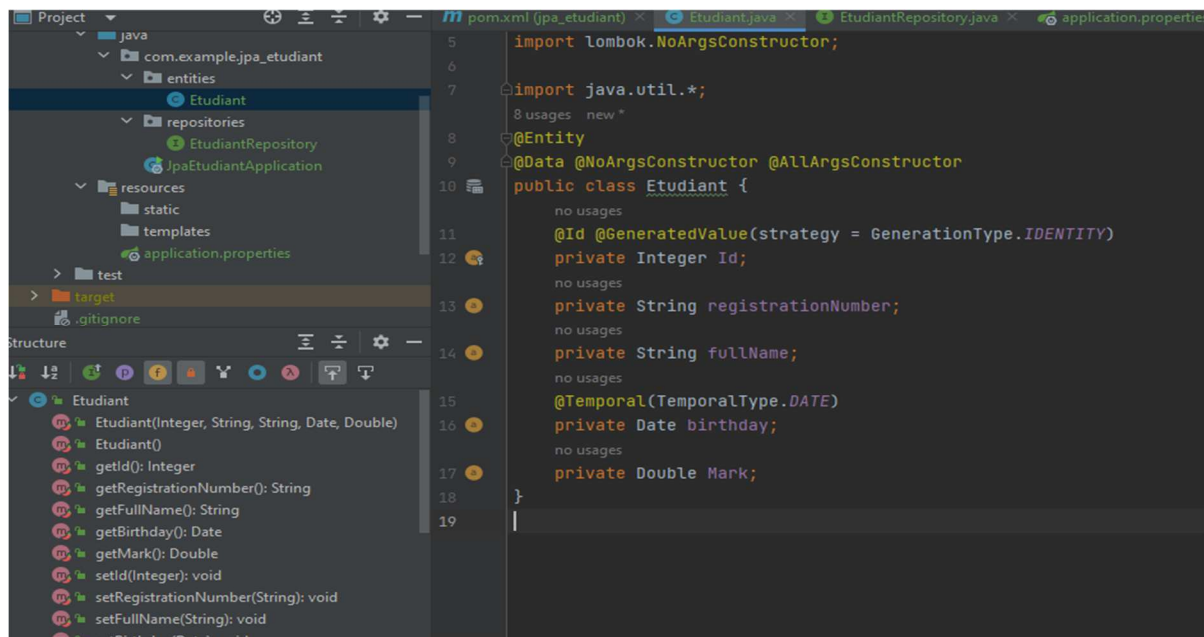 Project
java
com.example.jpa_etudiant
entities
Etudiant
repositories
EtudiantRepository
JpaEtudiantApplication
resources
static
templates
application.properties
test
target
.gitignore
Structure
Etudiant
Etudiant(Integer, String, String, Date, Double)
Etudiant()
getId(): Integer
getRegistrationNumber(): String
getFullName(): String
getBirthday(): Date
getMark(): Double
setId(Integer): void
setRegistrationNumber(String): void
setFullName(String): void
pom.xml (jpa_etudiant) Etudiant.java EtudiantRepository.java application.propertie
5 import lombok.NoArgsConstructor;
6
7 import java.util.*;
8 usages new *
8 @Entity
9 @Data @NoArgsConstructor @AllArgsConstructor
10 public class Etudiant {
no usages
11 @Id @GeneratedValue(strategy = GenerationType.IDENTITY)
12 private Integer Id;
no usages
13 private String registrationNumber;
no usages
14 private String fullName;
no usages
15 @Temporal(TemporalType.DATE)
16 private Date birthday;
no usages
17 private Double Mark;
18 }
19